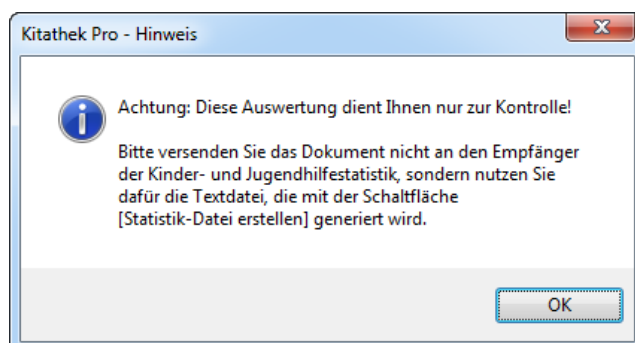 Kitathek Pro - Hinweis
Achtung: Diese Auswertung dient Ihnen nur zur Kontrolle!
Bitte versenden Sie das Dokument nicht an den Empfänger
der Kinder- und Jugendhilfestatistik, sondern nutzen Sie
dafür die Textdatei, die mit der Schaltfläche
[Statistik-Datei erstellen] generiert wird.
OK